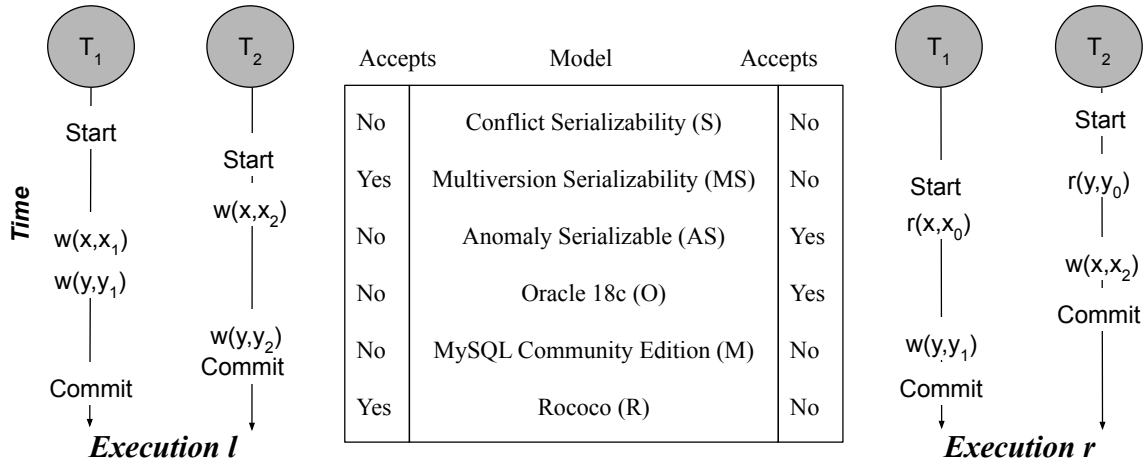 T1
T2
Time
Start
Start
w(x,x2)
w(x,x1)
w(y,y1)
w(y,y2)
Commit
Commit
Execution l
Accepts Model Accepts
No Conflict Serializability (S) No
Yes Multiversion Serializability (MS) No
No Anomaly Serializable (AS) Yes
No Oracle 18c (O) Yes
No MySQL Community Edition (M) No
Yes Rococo (R) No
T1
T2
Start
r(y,y0)
Start
r(x,x0)
w(x,x2)
Commit
w(y,y1)
Commit
Execution r